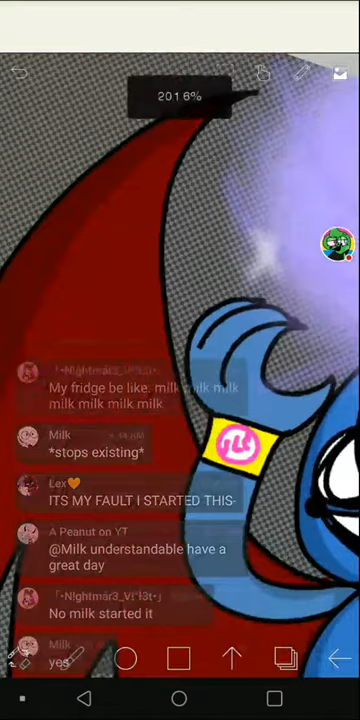 201.6%
My fridge be like. milk milk milk
milk milk milk milk
Milk
*stops existing*
Lex🧡
ITS MY FAULT I STARTED THIS-
A Peanut on YT
@Milk understandable have a
great day
No milk started it
Milk
yes